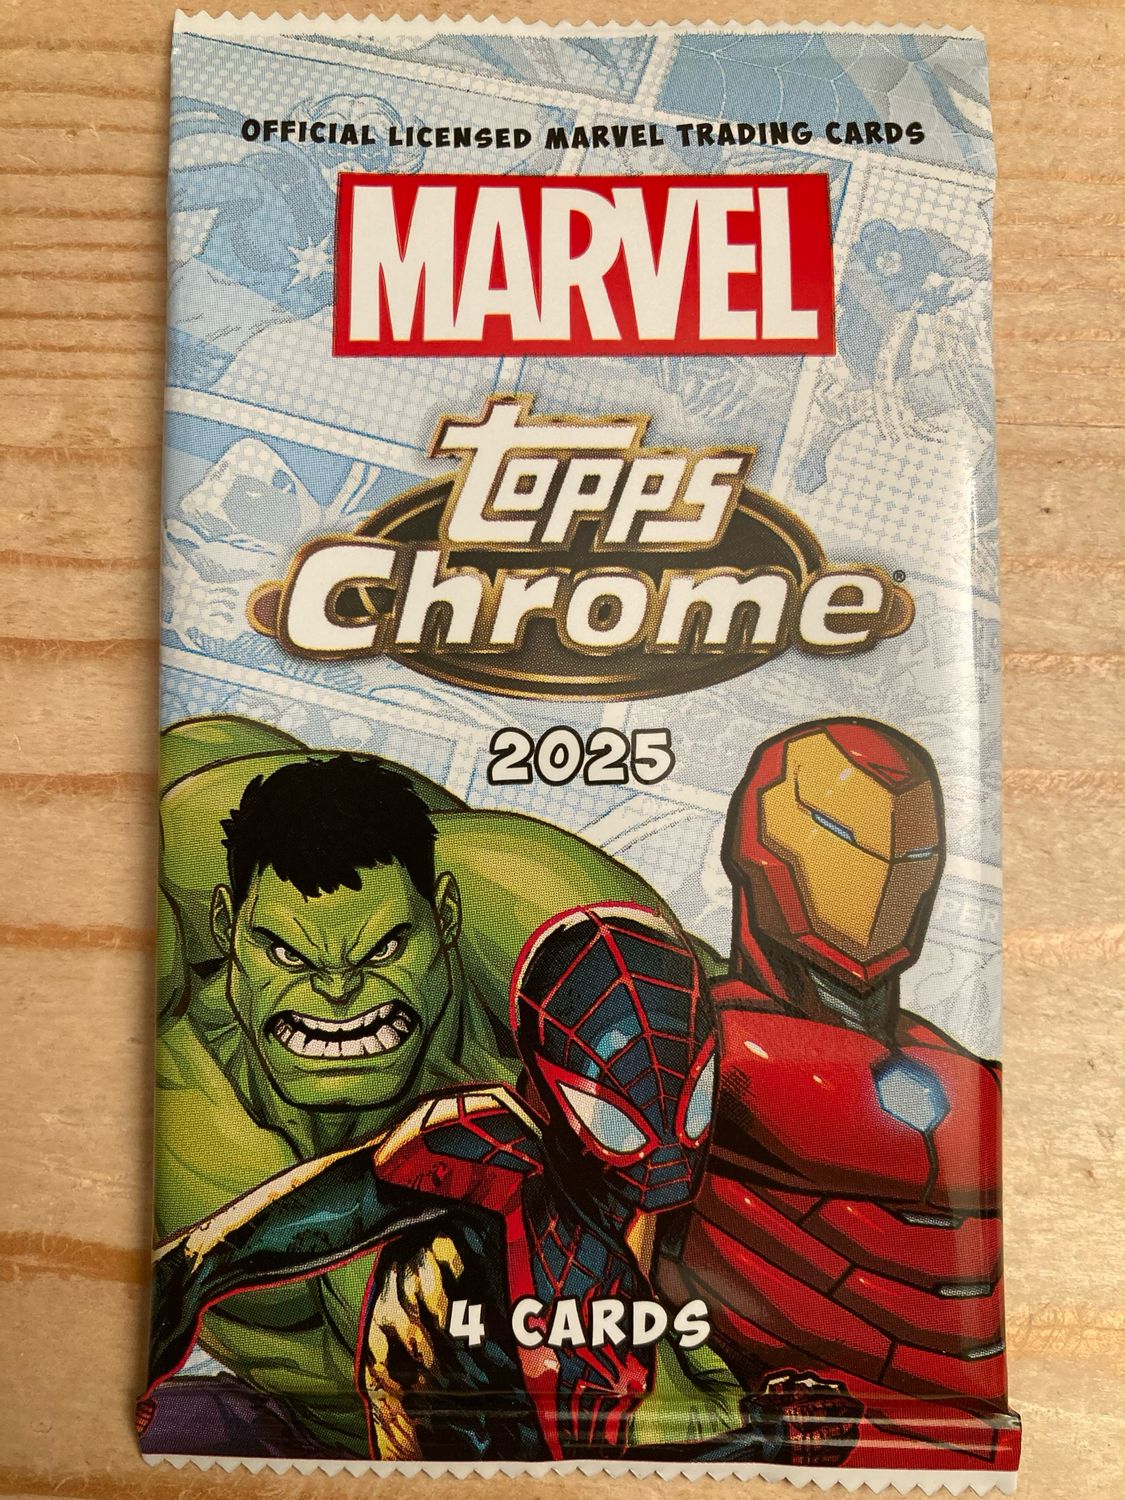 OFFICIAL LICENSED MARVEL TRADING CARDS
MARVEL
topps
Chrome®
2025
4 CARDS